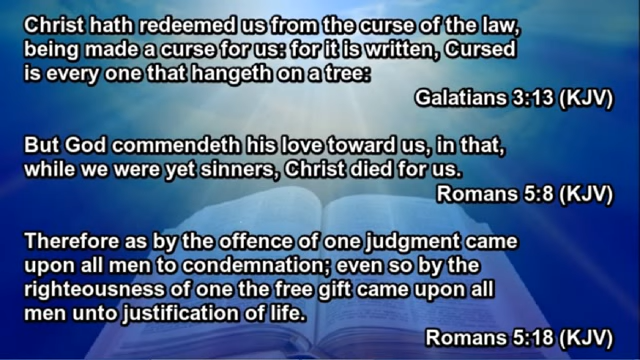 Christ hath redeemed us from the curse of the law,
being made a curse for us: for it is written, Cursed
is every one that hangeth on a tree:
Galatians 3:13 (KJV)
But God commendeth his love toward us, in that,
while we were yet sinners, Christ died for us.
Romans 5:8 (KJV)
Therefore as by the offence of one judgment came
upon all men to condemnation; even so by the
righteousness of one the free gift came upon all
men unto justification of life.
Romans 5:18 (KJV)